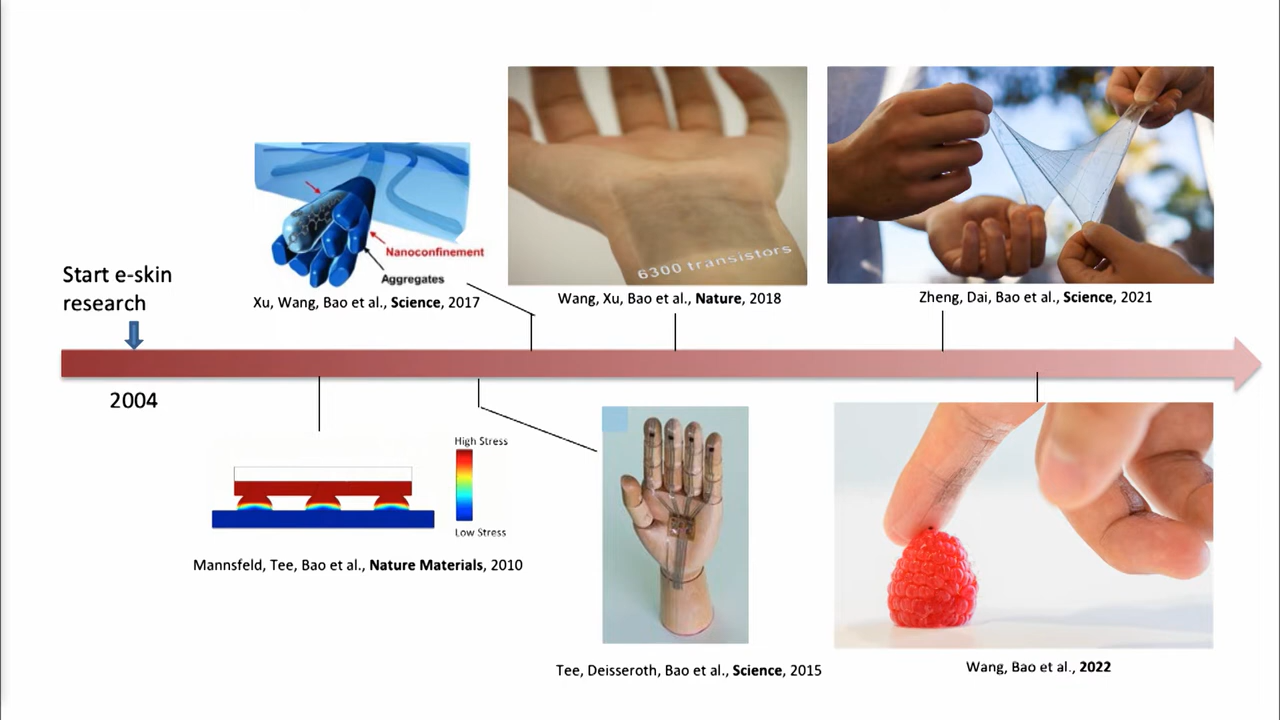 Start e-skin
research
2004
Nanoconfinement
Aggregates
Xu, Wang, Bao et al., Science, 2017
6300 transistors
Wang, Xu, Bao et al., Nature, 2018
Zheng, Dai, Bao et al., Science, 2021
High Stress
Low Stress
Mannsfeld, Tee, Bao et al., Nature Materials, 2010
Tee, Deisseroth, Bao et al., Science, 2015
Wang, Bao et al., 2022